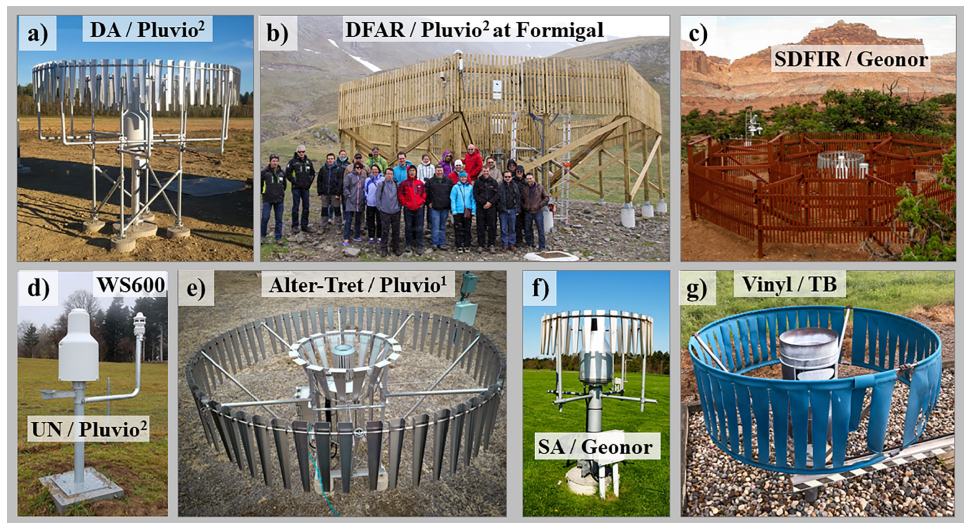 a)
DA / Pluvio²
b)
DFAR / Pluvio² at Formigal
c)
SDFIR / Geonor
d)
WS600
UN / Pluvio²
e)
Alter-Tret / Pluvio¹
f)
SA / Geonor
g)
Vinyl / TB